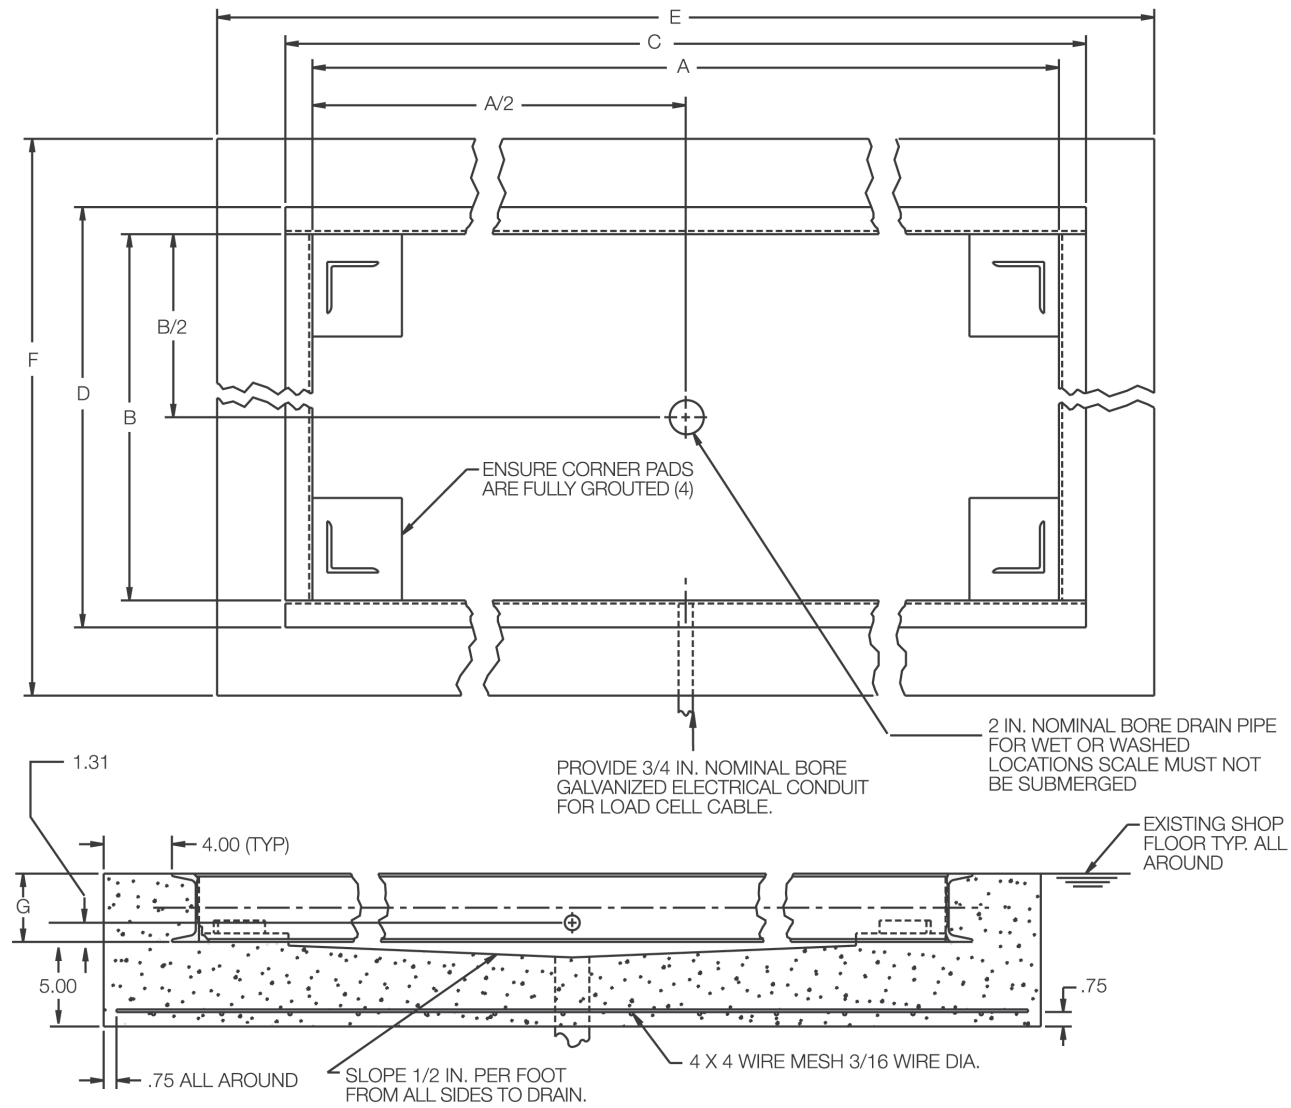 E
C
A
A/2
B/2
F
D
B
ENSURE CORNER PADS
ARE FULLY GROUTED (4)
2 IN. NOMINAL BORE DRAIN PIPE
FOR WET OR WASHED
LOCATIONS SCALE MUST NOT
BE SUBMERGED
PROVIDE 3/4 IN. NOMINAL BORE
GALVANIZED ELECTRICAL CONDUIT
FOR LOAD CELL CABLE.
1.31
4.00 (TYP)
EXISTING SHOP
FLOOR TYP. ALL
AROUND
G
5.00
.75
4 X 4 WIRE MESH 3/16 WIRE DIA.
.75 ALL AROUND
SLOPE 1/2 IN. PER FOOT
FROM ALL SIDES TO DRAIN.